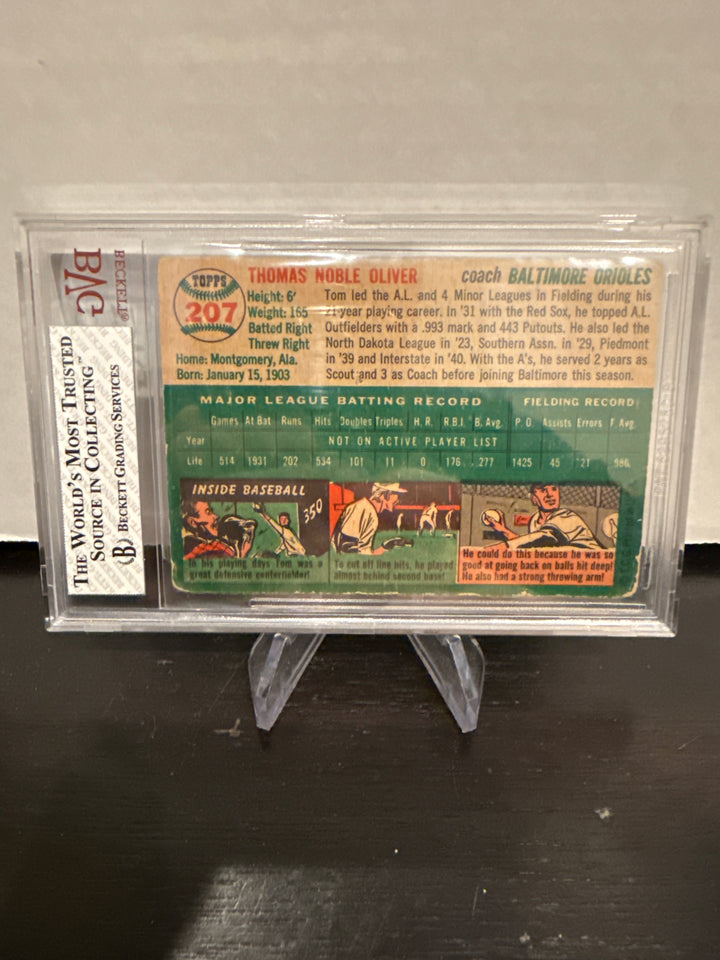 BVG
BECKETT
THE WORLD'S MOST TRUSTED
SOURCE IN COLLECTING™
BECKETT GRADING SERVICES
TOPPS
207
THOMAS NOBLE OLIVER coach BALTIMORE ORIOLES
Height: 6'
Weight: 165
Batted Right
Threw Right
Home: Montgomery, Ala.
Born: January 15, 1903
Tom led the A.L. and 4 Minor Leagues in Fielding during his
21-year playing career. In '31 with the Red Sox, he topped A.L.
Outfielders with a .993 mark and 443 Putouts. He also led the
North Dakota League in '23, Southern Assn. in '29, Piedmont
in '39 and Interstate in '40. With the A's, he served 2 years as
Scout and 3 as Coach before joining Baltimore this season.
MAJOR LEAGUE BATTING RECORD FIELDING RECORD
Games At Bat Runs Hits Doubles Triples H.R. R.B.I. B.Avg. P.O. Assists Errors F.Avg.
Year NOT ON ACTIVE PLAYER LIST
Life 514 1931 202 534 101 11 0 176 .277 1425 45 21 .986
INSIDE BASEBALL
350
In his playing days Tom was a
great defensive centerfielder!
To cut off line hits, he played
almost behind second base!
He could do this because he was so
good at going back on balls hit deep!
He also had a strong throwing arm!